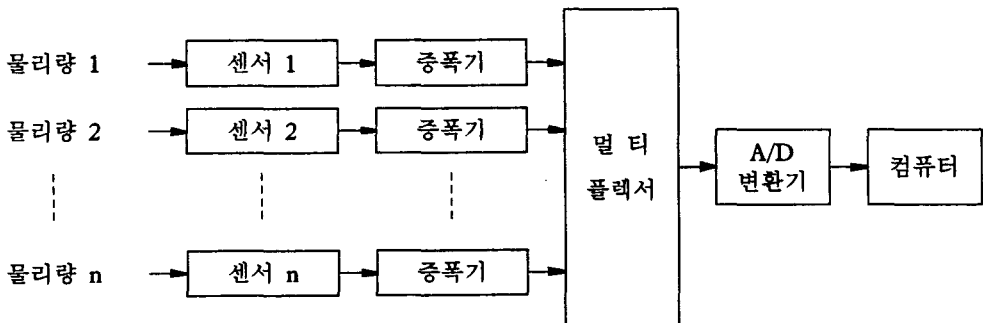 물리량 1
센서 1
증폭기
물리량 2
센서 2
증폭기
멀티
플렉서
A/D
변환기
컴퓨터
물리량 n
센서 n
증폭기